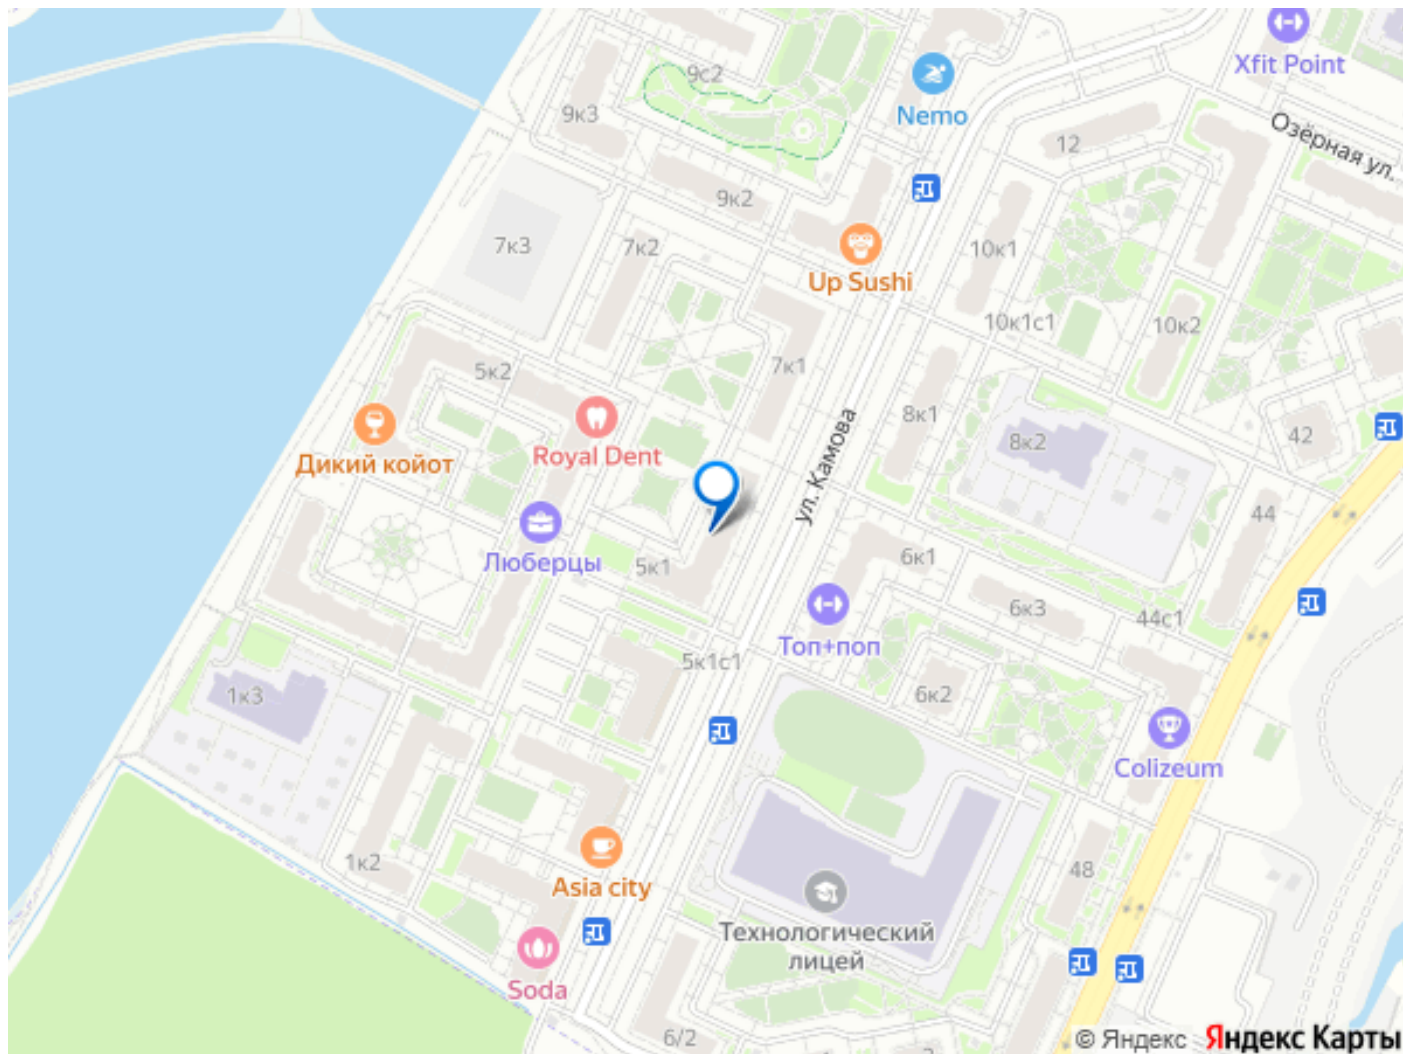 Xfit Point
9с2
Nemo
9к3
12
Озёрная ул.
9к2
7к3
7к2
10к1
Up Sushi
10к1с1
10к2
5к2
7к1
8к1
Royal Dent
8к2
42
Дикий койот
ул. Камова
44
Люберцы
5к1
6к1
6к3
44с1
Топ+поп
5к1с1
1к3
6к2
Colizeum
1к2
48
Asia city
Технологический
лицей
Soda
6/2
© Яндекс Яндекс Карты